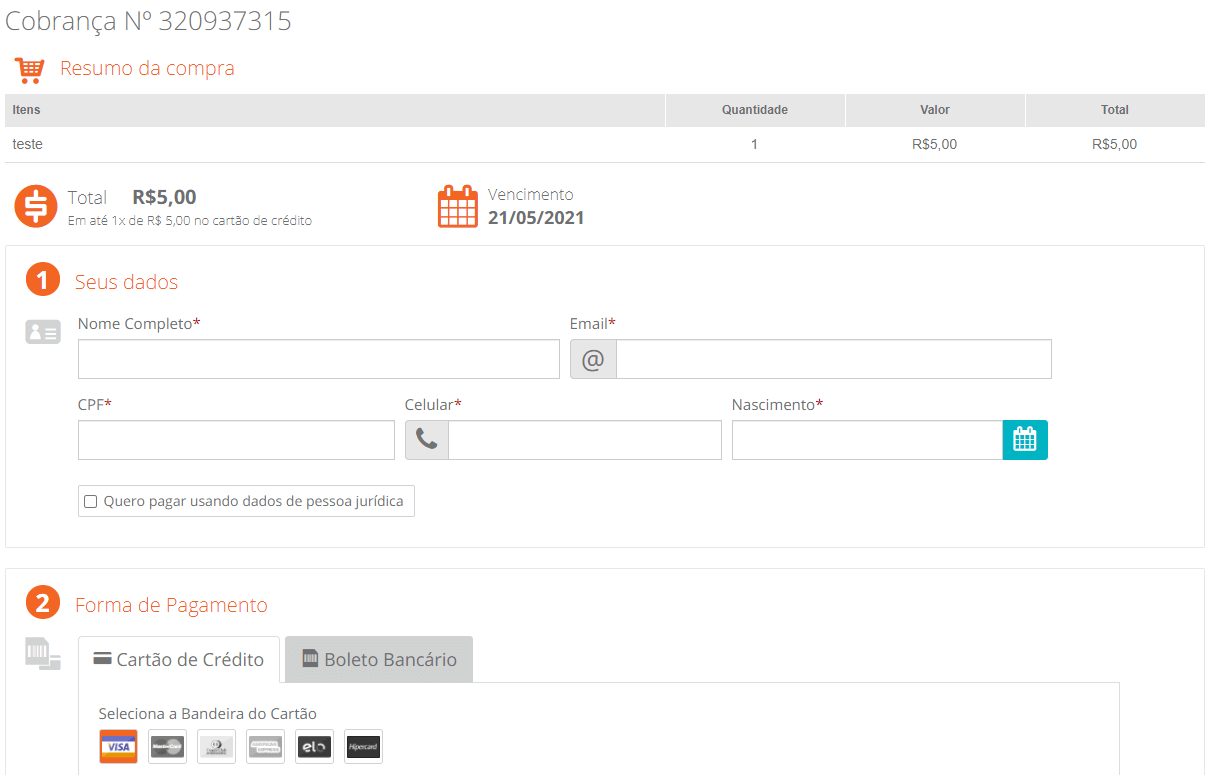 Cobrança Nº 320937315
Resumo da compra
Itens Quantidade Valor Total
teste 1 R$5,00 R$5,00
Total R$5,00
Em até 1x de R$ 5,00 no cartão de crédito
Vencimento
21/05/2021
1 Seus dados
Nome Completo* Email*
@
CPF* Celular* Nascimento*
Quero pagar usando dados de pessoa jurídica
2 Forma de Pagamento
Cartão de Crédito Boleto Bancário
Seleciona a Bandeira do Cartão
VISA MasterCard AMERICAN EXPRESS elo Hipercard